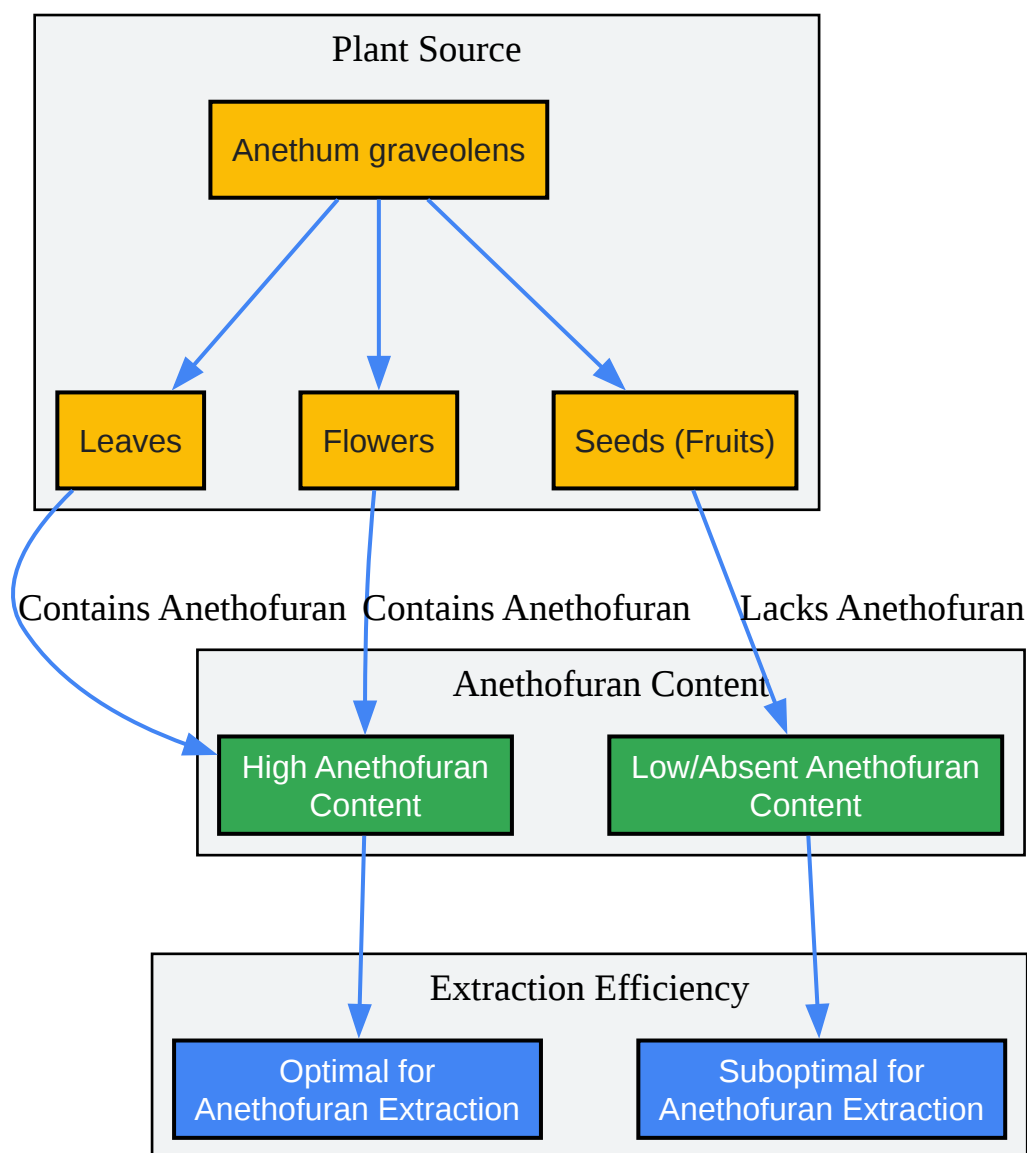 Plant Source
Anethum graveolens
Leaves
Flowers
Seeds (Fruits)
Contains Anethofuran
Contains Anethofuran
Lacks Anethofuran
Anethofuran Content
High Anethofuran
Content
Low/Absent Anethofuran
Content
Extraction Efficiency
Optimal for
Anethofuran Extraction
Suboptimal for
Anethofuran Extraction